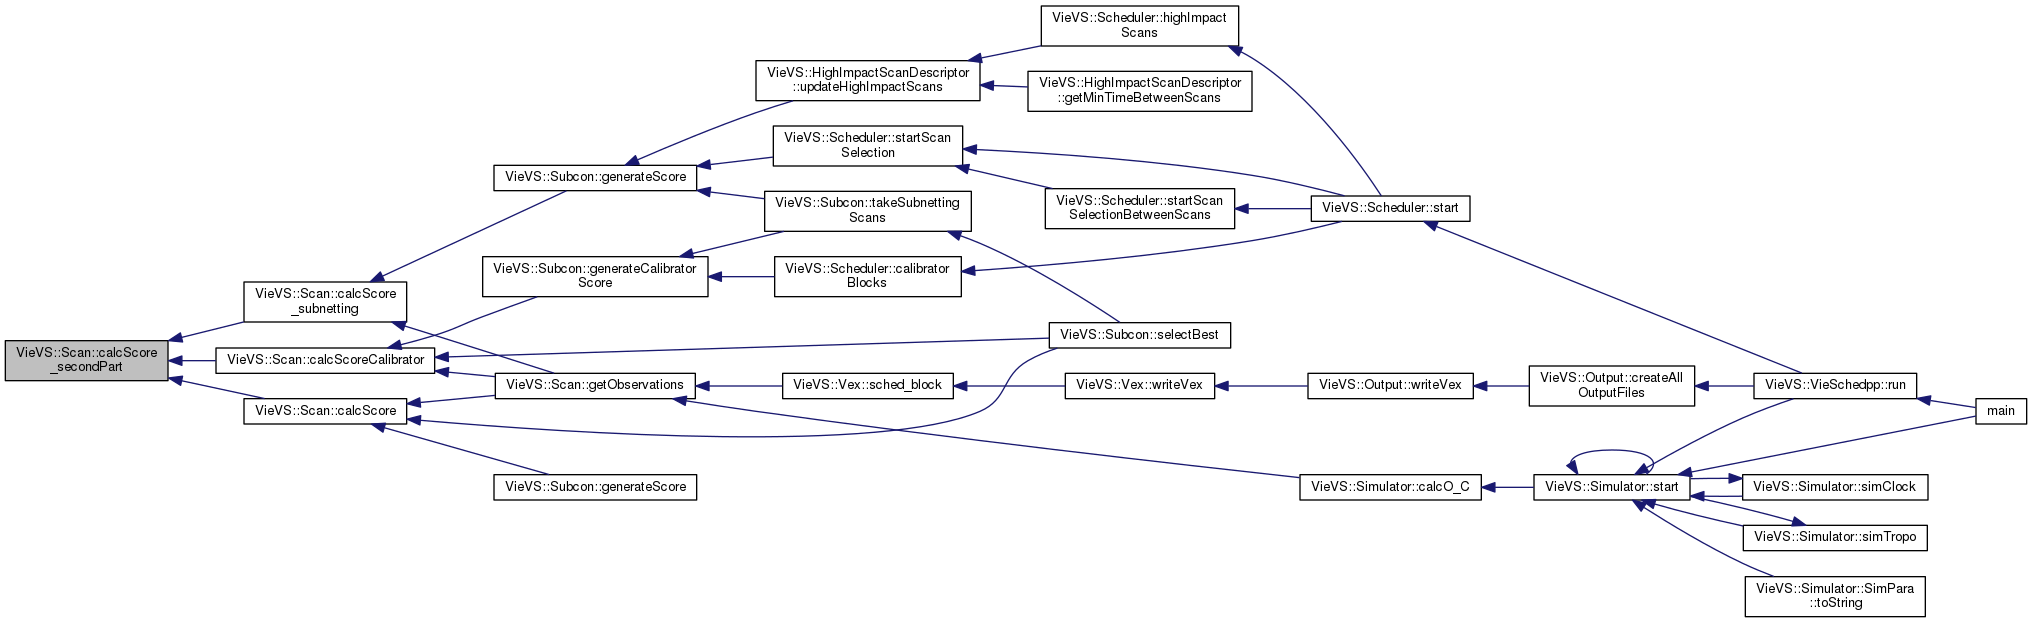 VieVS::Scheduler::highImpact
Scans
VieVS::HighImpactScanDescriptor
::updateHighImpactScans
VieVS::HighImpactScanDescriptor
::getMinTimeBetweenScans
VieVS::Scheduler::startScan
Selection
VieVS::Subcon::generateScore
VieVS::Subcon::takeSubnetting
Scans
VieVS::Scheduler::startScan
SelectionBetweenScans
VieVS::Scheduler::start
VieVS::Subcon::generateCalibrator
Score
VieVS::Scheduler::calibrator
Blocks
VieVS::Scan::calcScore
_subnetting
VieVS::Subcon::selectBest
VieVS::Scan::calcScore
_secondPart
VieVS::Scan::calcScoreCalibrator
VieVS::Scan::getObservations
VieVS::Vex::sched_block
VieVS::Vex::writeVex
VieVS::Output::writeVex
VieVS::Output::createAll
OutputFiles
VieVS::VieSchedpp::run
main
VieVS::Scan::calcScore
VieVS::Subcon::generateScore
VieVS::Simulator::calcO_C
VieVS::Simulator::start
VieVS::Simulator::simClock
VieVS::Simulator::simTropo
VieVS::Simulator::SimPara
::toString